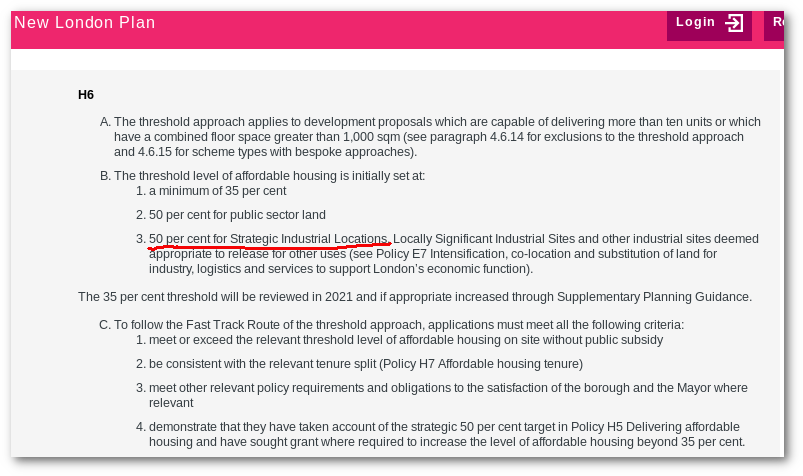 New London Plan
Login
H6
A. The threshold approach applies to development proposals which are capable of delivering more than ten units or which
have a combined floor space greater than 1,000 sqm (see paragraph 4.6.14 for exclusions to the threshold approach
and 4.6.15 for scheme types with bespoke approaches).
B. The threshold level of affordable housing is initially set at:
1. a minimum of 35 per cent
2. 50 per cent for public sector land
3. 50 per cent for Strategic Industrial Locations, Locally Significant Industrial Sites and other industrial sites deemed
appropriate to release for other uses (see Policy E7 Intensification, co-location and substitution of land for
industry, logistics and services to support London's economic function).
The 35 per cent threshold will be reviewed in 2021 and if appropriate increased through Supplementary Planning Guidance.
C. To follow the Fast Track Route of the threshold approach, applications must meet all the following criteria:
1. meet or exceed the relevant threshold level of affordable housing on site without public subsidy
2. be consistent with the relevant tenure split (Policy H7 Affordable housing tenure)
3. meet other relevant policy requirements and obligations to the satisfaction of the borough and the Mayor where
relevant
4. demonstrate that they have taken account of the strategic 50 per cent target in Policy H5 Delivering affordable
housing and have sought grant where required to increase the level of affordable housing beyond 35 per cent.